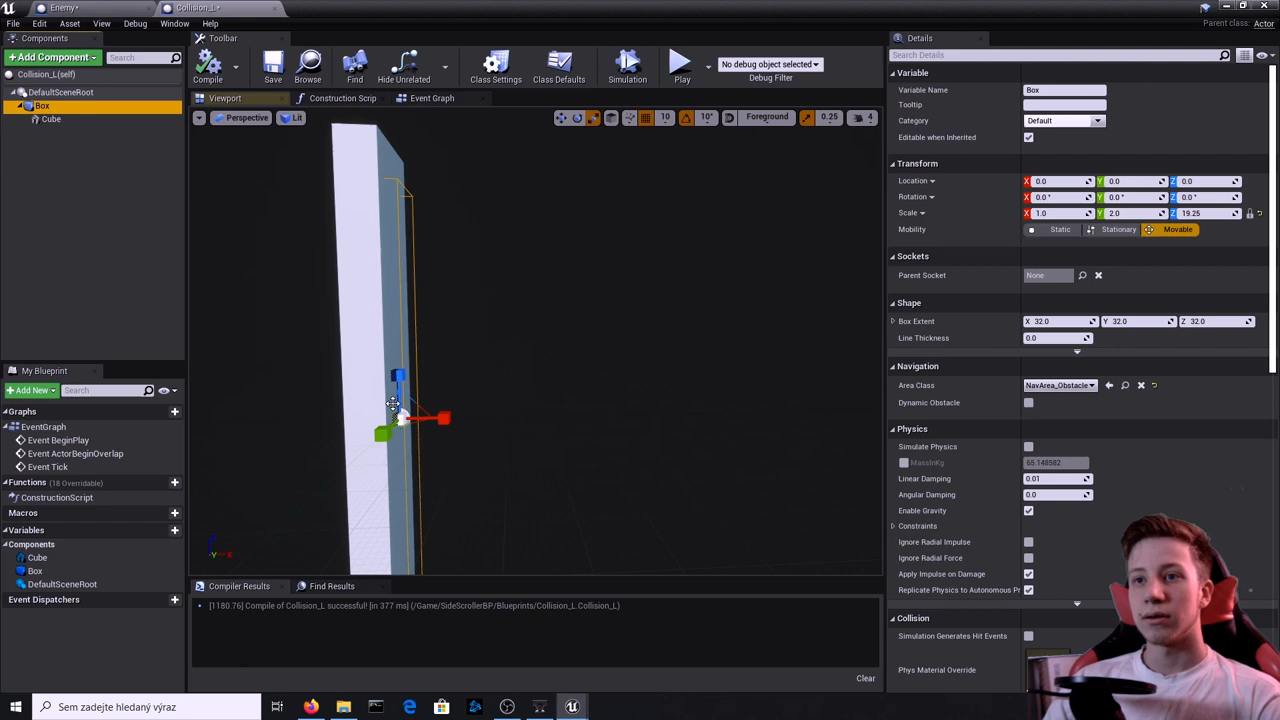 Enemy*
Collision_L*
File Edit Asset View Debug Window Help
Parent class: Actor
Components
Toolbar
Details
+ Add Component
Search
Compile
Save
Browse
Find
Hide Unrelated
Class Settings
Class Defaults
Simulation
Play
No debug object selected
Debug Filter
Search Details
Collision_L(self)
DefaultSceneRoot
Box
Cube
Viewport
Construction Scrip
Event Graph
Perspective
Lit
10
10°
Foreground
0.25
4
Variable
Variable Name Box
Tooltip
Category Default
Editable when Inherited
Transform
Location X 0.0 Y 0.0 Z 0.0
Rotation X 0.0 ° Y 0.0 ° Z 0.0 °
Scale X 1.0 Y 2.0 Z 19.25
Mobility Static Stationary Movable
Sockets
Parent Socket None
Shape
Box Extent X 32.0 Y 32.0 Z 32.0
Line Thickness 0.0
Navigation
Area Class NavArea_Obstacle
Dynamic Obstacle
Physics
Simulate Physics
MassInKg 65.148582
Linear Damping 0.01
Angular Damping 0.0
Enable Gravity
Constraints
Ignore Radial Impulse
Ignore Radial Force
Apply Impulse on Damage
Replicate Physics to Autonomous Pr
Collision
Simulation Generates Hit Events
Phys Material Override
My Blueprint
+ Add New
Search
Graphs
EventGraph
Event BeginPlay
Event ActorBeginOverlap
Event Tick
Functions (18 Overridable)
ConstructionScript
Macros
Variables
Components
Cube
Box
DefaultSceneRoot
Event Dispatchers
Z
Y X
Compiler Results
Find Results
[1180.76] Compile of Collision_L successful! [in 377 ms] (/Game/SideScrollerBP/Blueprints/Collision_L.Collision_L)
Clear
Sem zadejte hledaný výraz